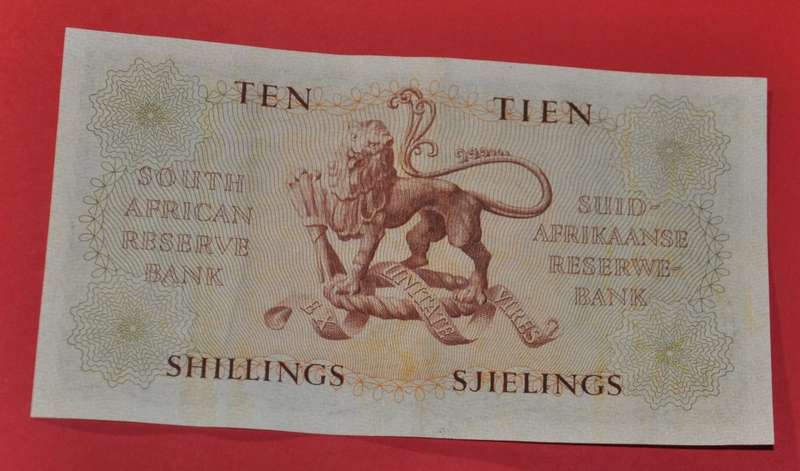 TEN TIEN
SOUTH
AFRICAN
RESERVE
BANK
SUID-
AFRIKAANSE
RESERWE-
BANK
EX UNITATE VIRES
SHILLINGS SJIELINGS